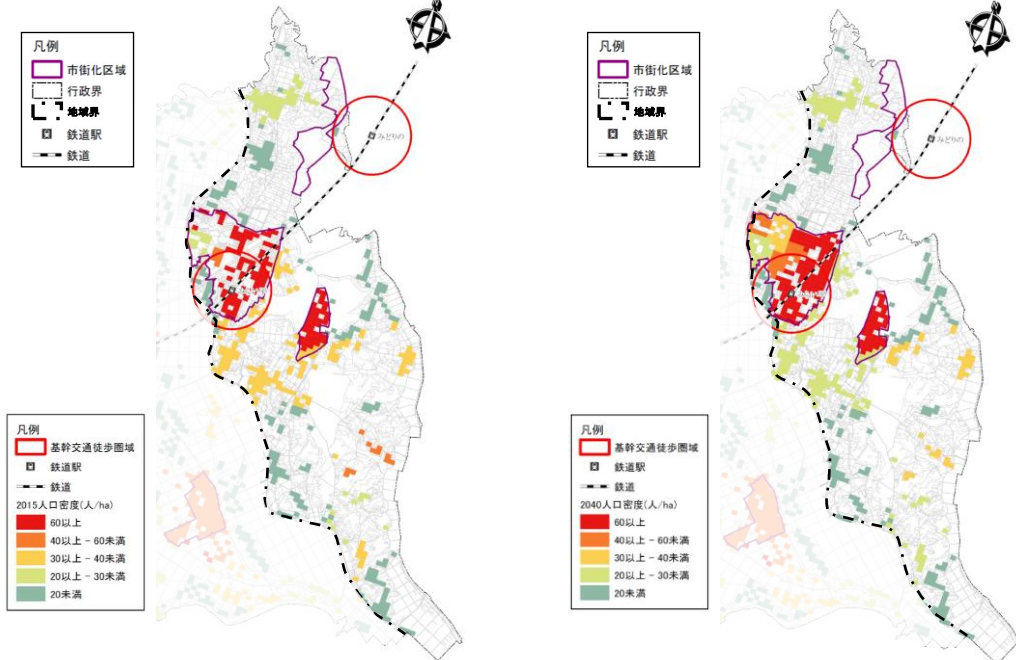 凡例
市街化区域
行政界
地域界
鉄道駅
鉄道
みどりの
凡例
基幹交通徒歩圏域
鉄道駅
鉄道
2015人口密度(人/ha)
60以上
40以上 - 60未満
30以上 - 40未満
20以上 - 30未満
20未満
凡例
市街化区域
行政界
地域界
鉄道駅
鉄道
みどりの
凡例
基幹交通徒歩圏域
鉄道駅
鉄道
2040人口密度(人/ha)
60以上
40以上 - 60未満
30以上 - 40未満
20以上 - 30未満
20未満